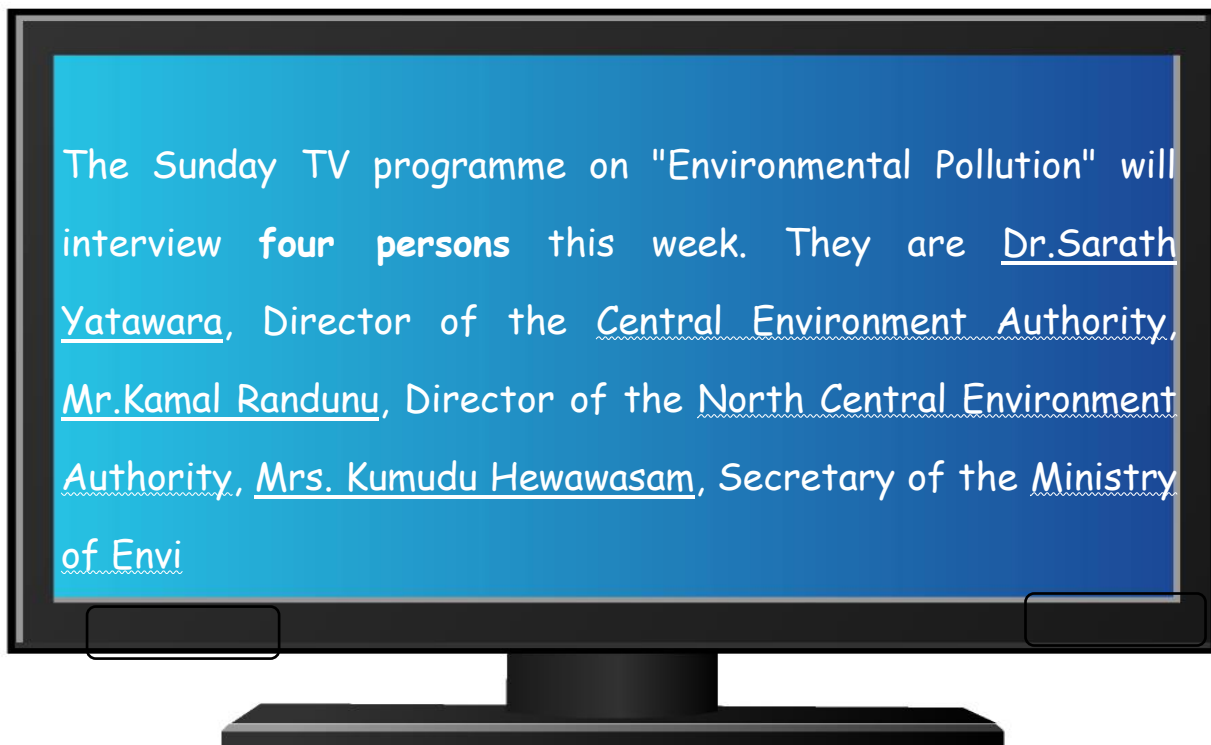 The Sunday TV programme on "Environmental Pollution" will
interview four persons this week. They are Dr.Sarath
Yatawara, Director of the Central Environment Authority,
Mr.Kamal Randunu, Director of the North Central Environment
Authority, Mrs. Kumudu Hewawasam, Secretary of the Ministry
of Envi